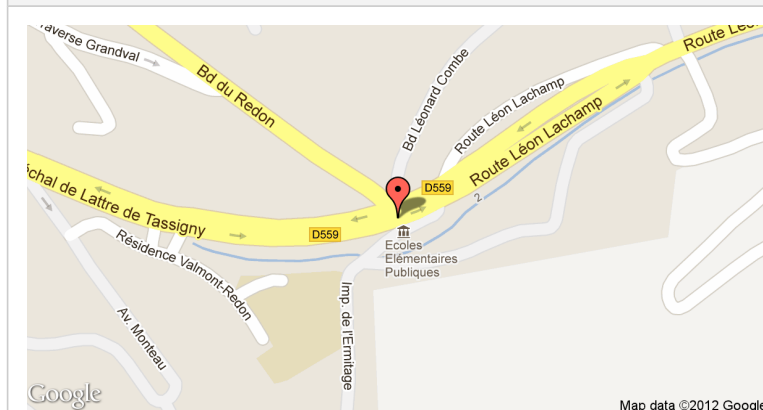 Traverse Grandval
Bd du Redon
Bd Léonard Combe
Route Léon Lachamp
Route Léon
Route Léon Lachamp
D559
2
échal de Lattre de Tassigny
D559
Ecoles
Elémentaires
Publiques
Résidence Valmont-Redon
Av. Monteau
Imp. de l'Ermitage
Google
Map data ©2012 Google